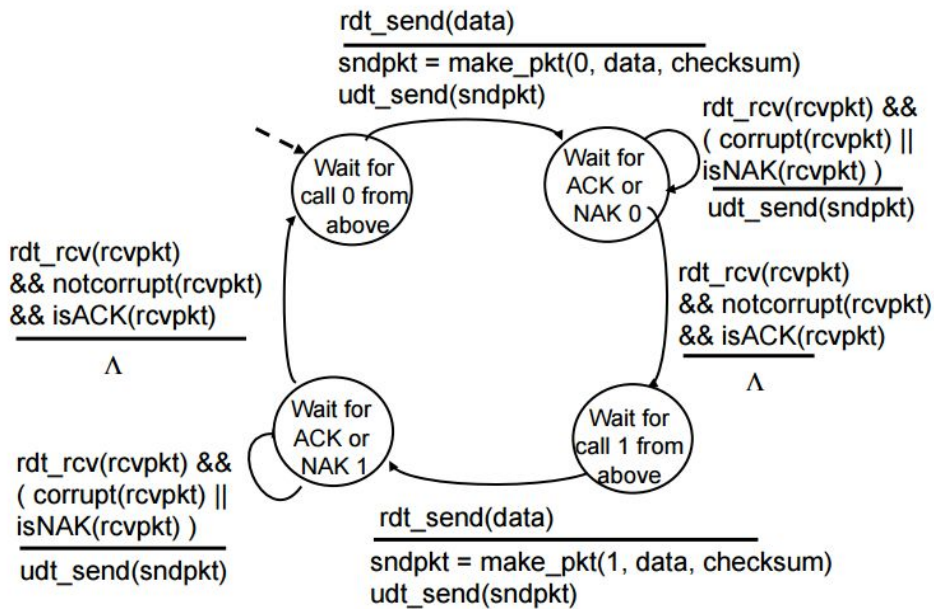 rdt_send(data)
sndpkt = make_pkt(0, data, checksum)
udt_send(sndpkt)
Wait for
call 0 from
above
Wait for
ACK or
NAK 0
rdt_rcv(rcvpkt) &&
( corrupt(rcvpkt) ||
isNAK(rcvpkt) )
udt_send(sndpkt)
rdt_rcv(rcvpkt)
&& notcorrupt(rcvpkt)
&& isACK(rcvpkt)
Λ
rdt_rcv(rcvpkt)
&& notcorrupt(rcvpkt)
&& isACK(rcvpkt)
Λ
Wait for
ACK or
NAK 1
Wait for
call 1 from
above
rdt_rcv(rcvpkt) &&
( corrupt(rcvpkt) ||
isNAK(rcvpkt) )
udt_send(sndpkt)
rdt_send(data)
sndpkt = make_pkt(1, data, checksum)
udt_send(sndpkt)